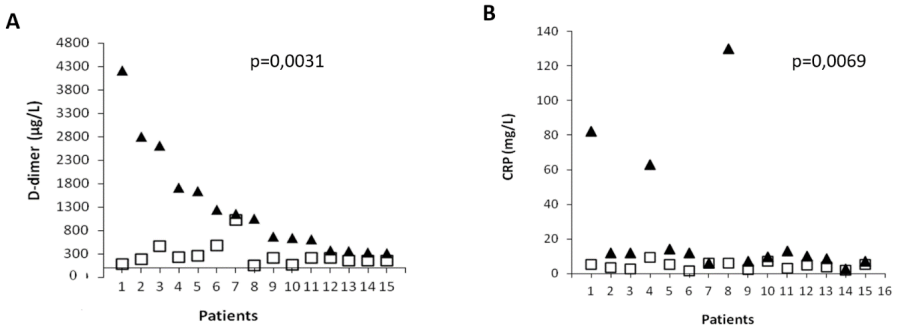 A
p=0,0031
D-dimer (µg/L)
4800
4300
3800
3300
2800
2300
1800
1300
800
300
0
1 2 3 4 5 6 7 8 9 10 11 12 13 14 15
Patients
B
p=0,0069
CRP (mg/L)
140
120
100
80
60
40
20
0
1 2 3 4 5 6 7 8 9 10 11 12 13 14 15 16
Patients